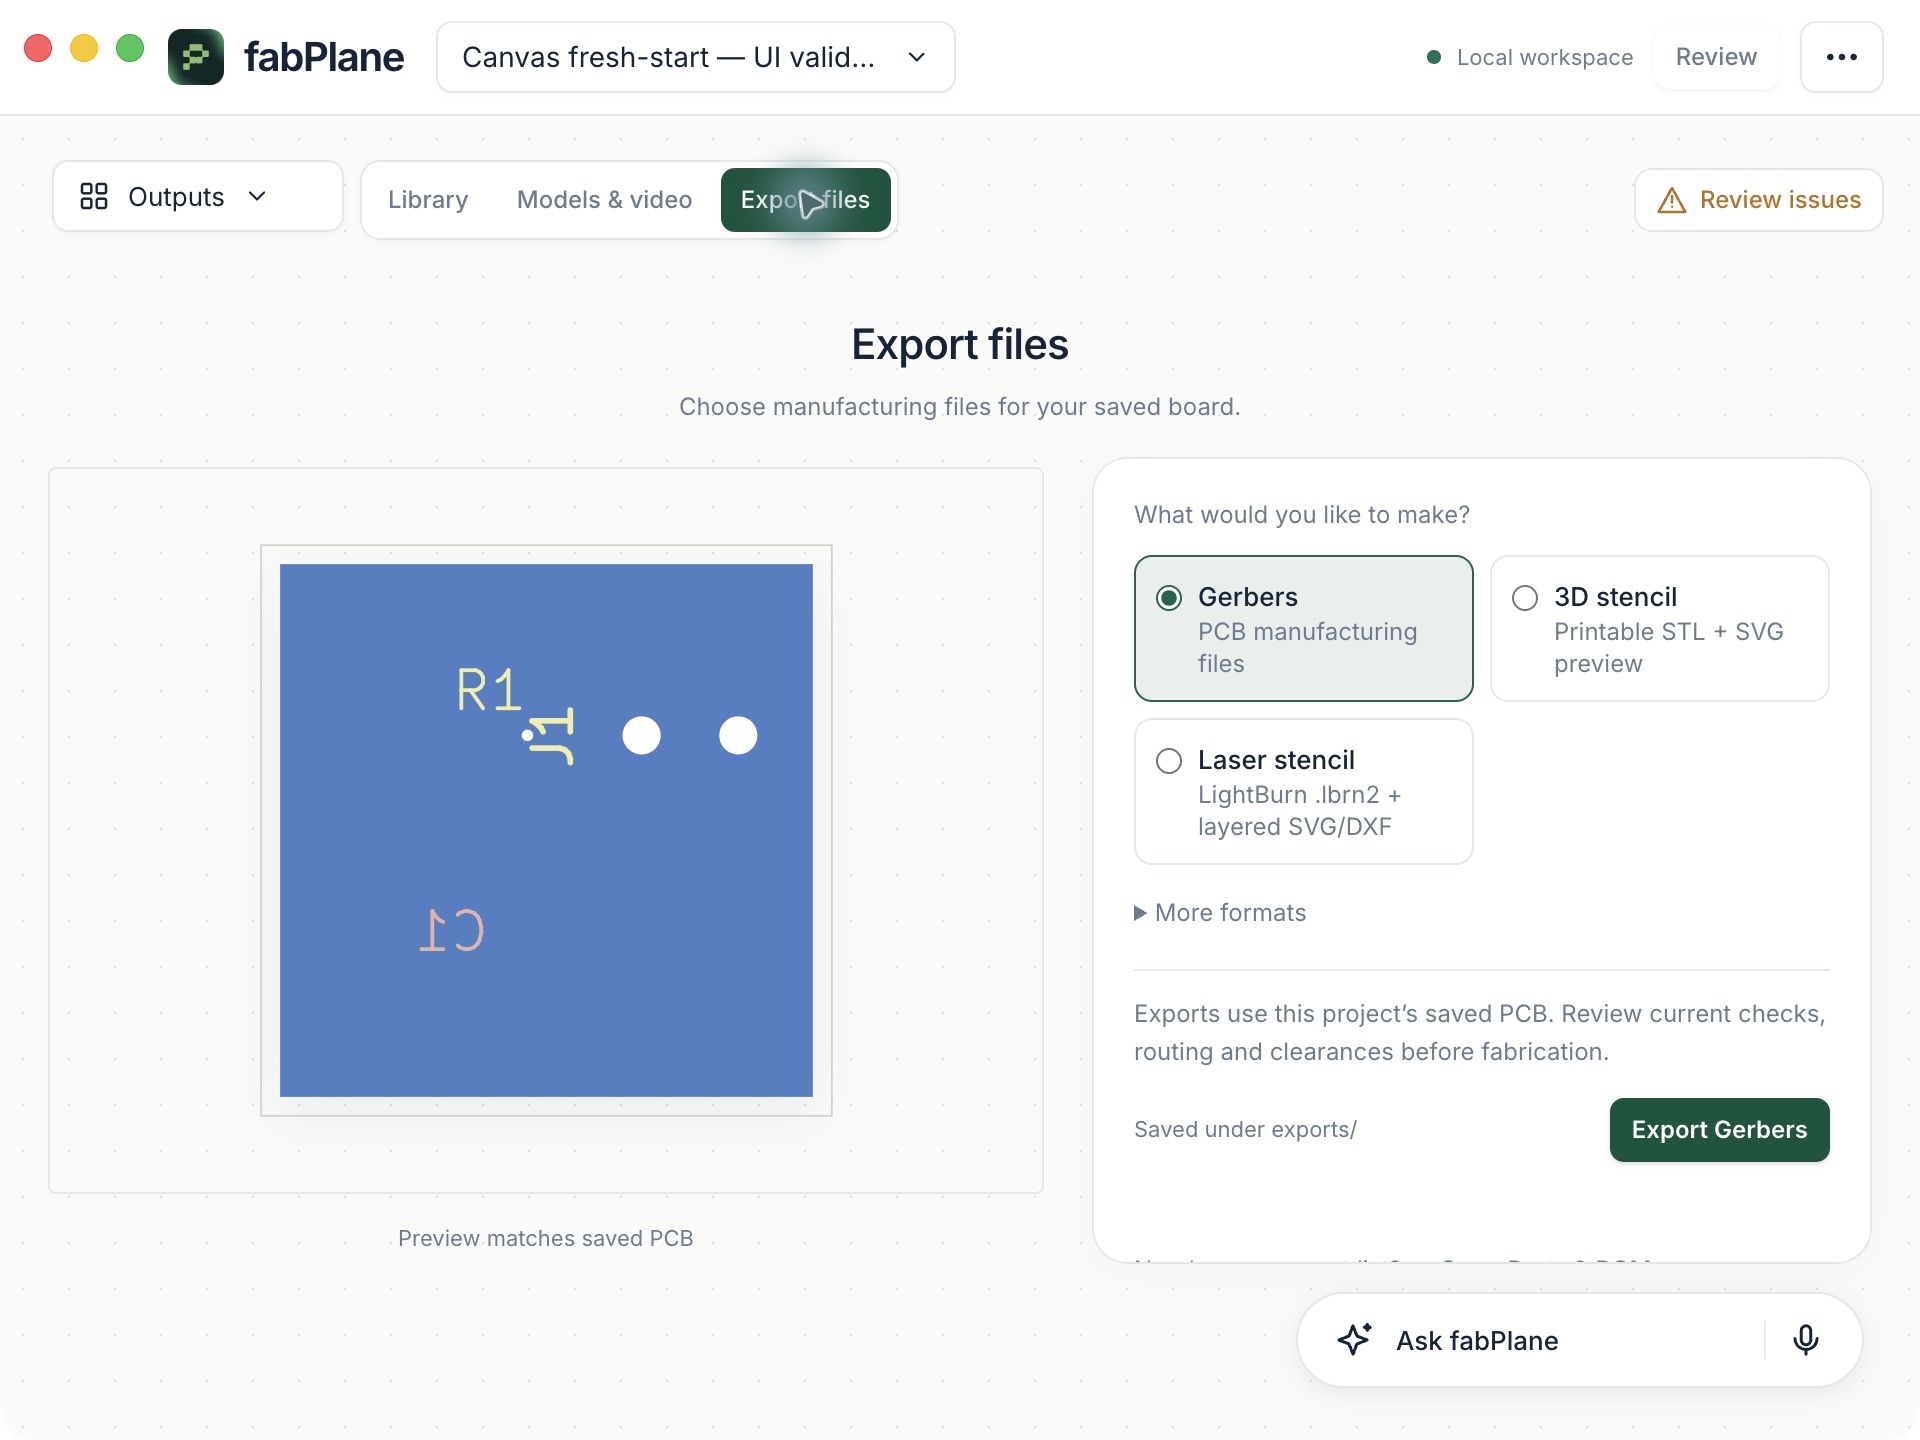 fabPlane
Canvas fresh-start — UI valid...
Local workspace
Review
Outputs
Library
Models & video
Export files
Review issues
Export files
Choose manufacturing files for your saved board.
R1
J1
C1
Preview matches saved PCB
What would you like to make?
Gerbers
PCB manufacturing
files
3D stencil
Printable STL + SVG
preview
Laser stencil
LightBurn .lbrn2 +
layered SVG/DXF
More formats
Exports use this project’s saved PCB. Review current checks,
routing and clearances before fabrication.
Saved under exports/
Export Gerbers
Ask fabPlane